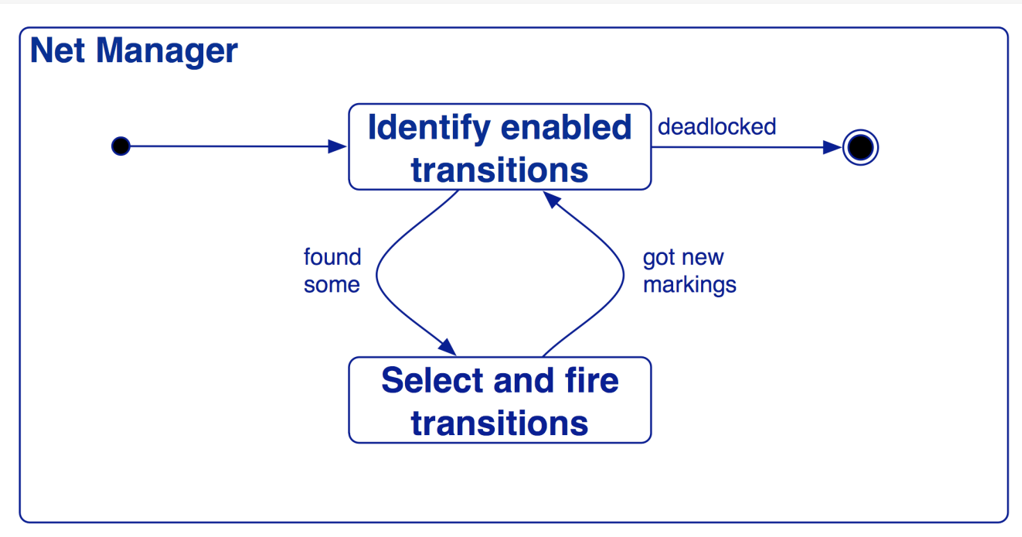 Net Manager
Identify enabled
transitions
deadlocked
found
some
got new
markings
Select and fire
transitions